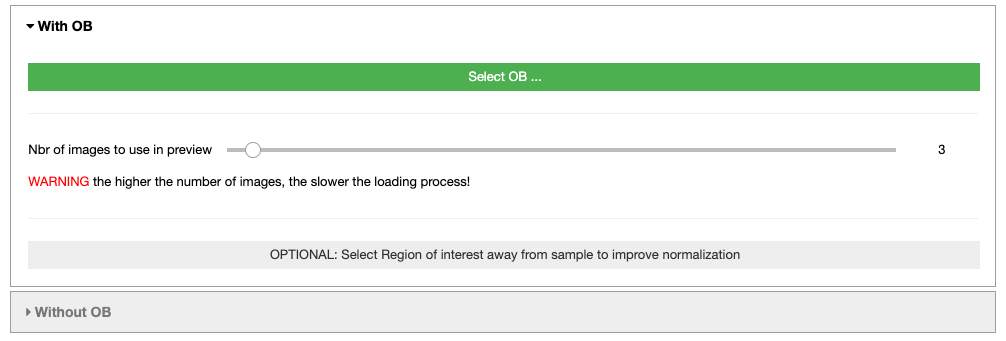 With OB
Select OB ...
Nbr of images to use in preview 3
WARNING the higher the number of images, the slower the loading process!
OPTIONAL: Select Region of interest away from sample to improve normalization
Without OB